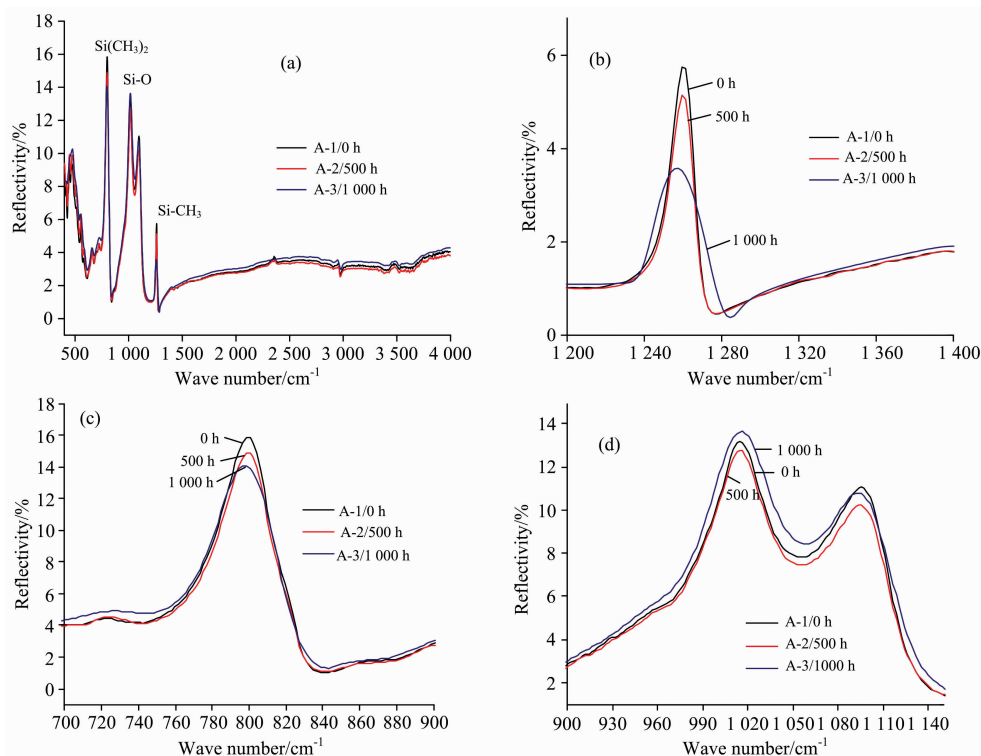 (a)
Si(CH₃)₂
Si-O
Si-CH₃
A-1/0 h
A-2/500 h
A-3/1 000 h
Reflectivity/%
18
16
14
12
10
8
6
4
2
0
500
1 000
1 500
2 000
2 500
3 000
3 500
4 000
Wave number/cm⁻¹
(b)
0 h
500 h
1 000 h
A-1/0 h
A-2/500 h
A-3/1 000 h
Reflectivity/%
6
4
2
0
1 200
1 240
1 280
1 320
1 360
1 400
Wave number/cm⁻¹
(c)
0 h
500 h
1 000 h
A-1/0 h
A-2/500 h
A-3/1 000 h
Reflectivity/%
18
16
14
12
10
8
6
4
2
0
700
720
740
760
780
800
820
840
860
880
900
Wave number/cm⁻¹
(d)
1 000 h
0 h
500 h
A-1/0 h
A-2/500 h
A-3/1000 h
Reflectivity/%
14
12
10
8
6
4
2
900
930
960
990
1 020
1 050
1 080
1 110
1 140
Wave number/cm⁻¹